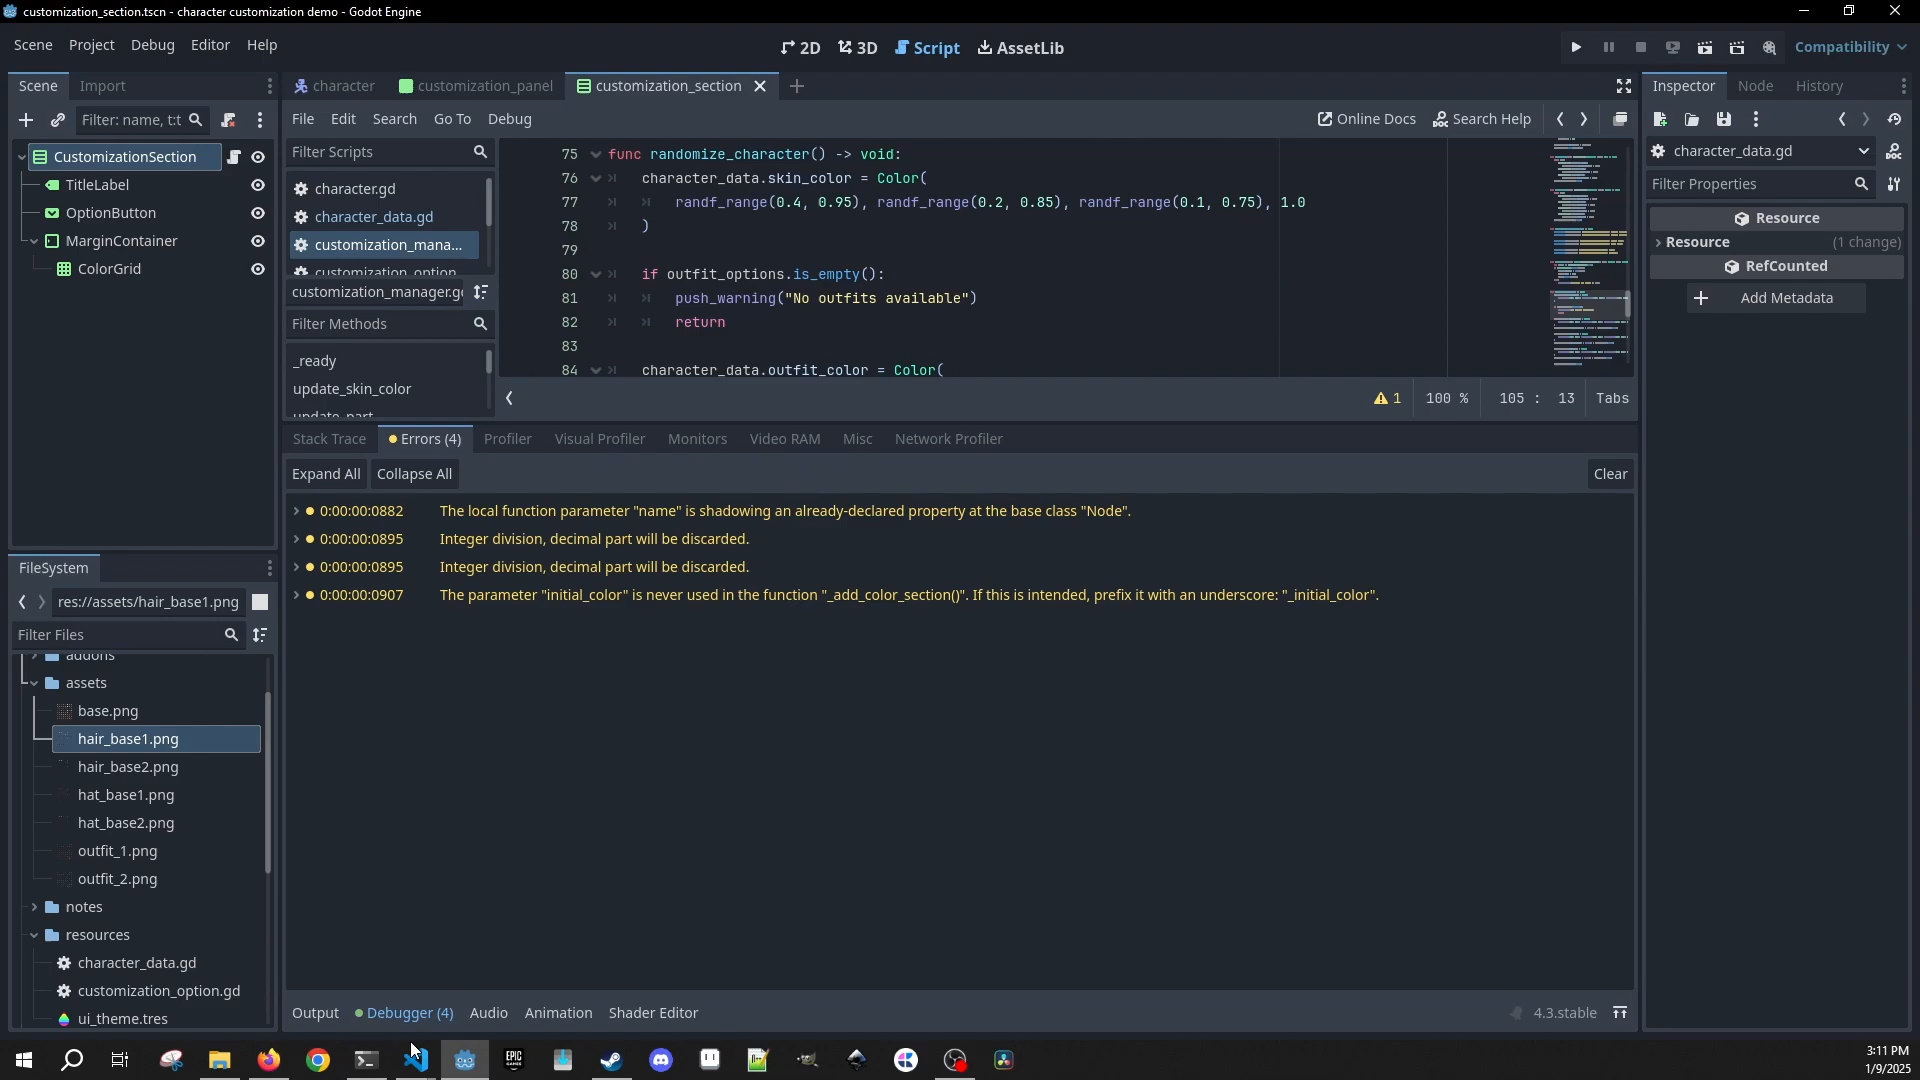 customization_section.tscn - character customization demo - Godot Engine
Scene Project Debug Editor Help
2D 3D Script AssetLib
Compatibility
Scene Import
character customization_panel customization_section
Inspector Node History
Filter: name, t:t
File Edit Search Go To Debug
Online Docs Search Help
CustomizationSection
TitleLabel
OptionButton
MarginContainer
ColorGrid
Filter Scripts
character.gd
character_data.gd
customization_mana...
customization_option
customization_manager.gd
Filter Methods
_ready
update_skin_color
update_part
75 func randomize_character() -> void:
76 character_data.skin_color = Color(
77 randf_range(0.4, 0.95), randf_range(0.2, 0.85), randf_range(0.1, 0.75), 1.0
78 )
79
80 if outfit_options.is_empty():
81 push_warning("No outfits available")
82 return
83
84 character_data.outfit_color = Color(
1 100 % 105 : 13 Tabs
character_data.gd
Filter Properties
Resource
Resource (1 change)
RefCounted
Add Metadata
Stack Trace Errors (4) Profiler Visual Profiler Monitors Video RAM Misc Network Profiler
Expand All Collapse All Clear
0:00:00:0882 The local function parameter "name" is shadowing an already-declared property at the base class "Node".
0:00:00:0895 Integer division, decimal part will be discarded.
0:00:00:0895 Integer division, decimal part will be discarded.
0:00:00:0907 The parameter "initial_color" is never used in the function "_add_color_section()". If this is intended, prefix it with an underscore: "_initial_color".
FileSystem
res://assets/hair_base1.png
Filter Files
addons
assets
base.png
hair_base1.png
hair_base2.png
hat_base1.png
hat_base2.png
outfit_1.png
outfit_2.png
notes
resources
character_data.gd
customization_option.gd
ui_theme.tres
Output Debugger (4) Audio Animation Shader Editor
4.3.stable
EPIC GAMES
3:11 PM
1/9/2025